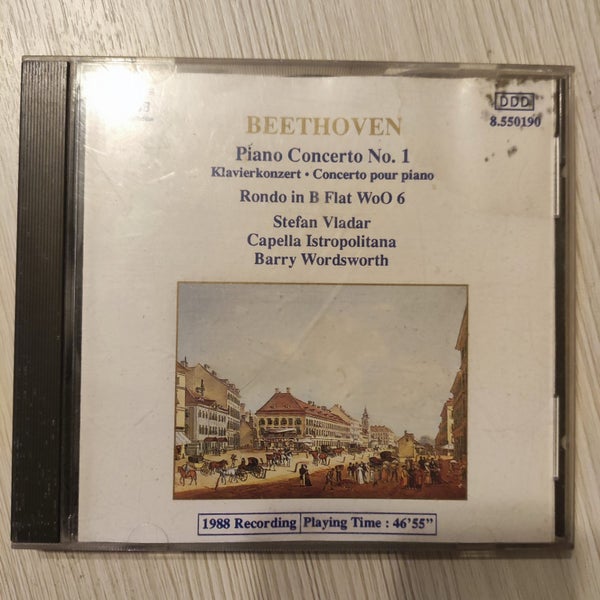 DDD
8.550190
BEETHOVEN
Piano Concerto No. 1
Klavierkonzert • Concerto pour piano
Rondo in B Flat WoO 6
Stefan Vladar
Capella Istropolitana
Barry Wordsworth
1988 Recording Playing Time : 46’55”